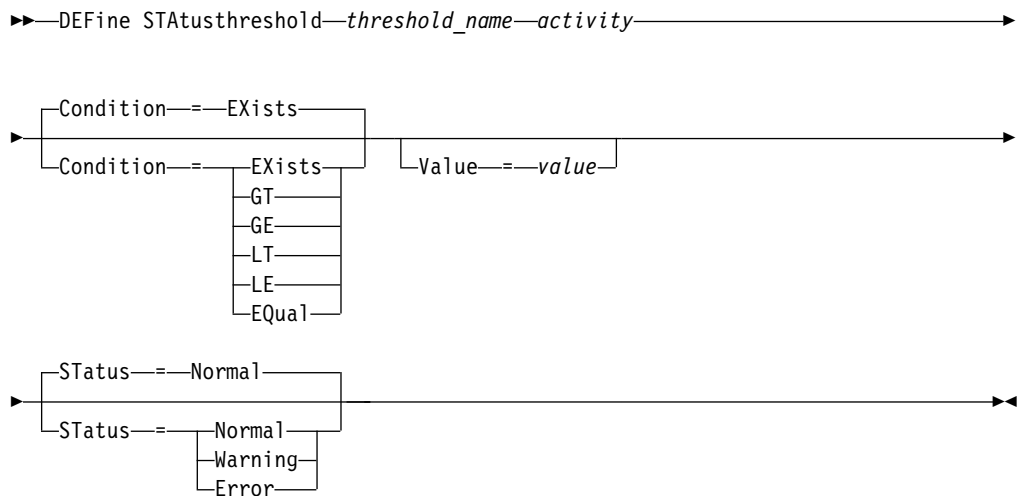 DEFine STAtusthreshold threshold_name activity
Condition = EXists
Condition = EXists
GT
GE
LT
LE
EQual
Value = value
STatus = Normal
STatus = Normal
Warning
Error